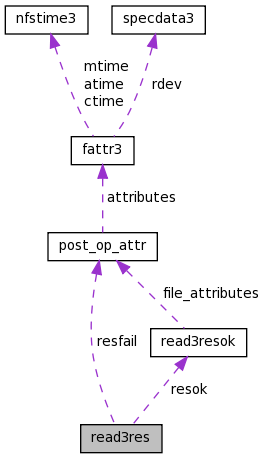 nfstime3
specdata3
mtime
atime
ctime
rdev
fattr3
attributes
post_op_attr
file_attributes
resfail
read3resok
resok
read3res